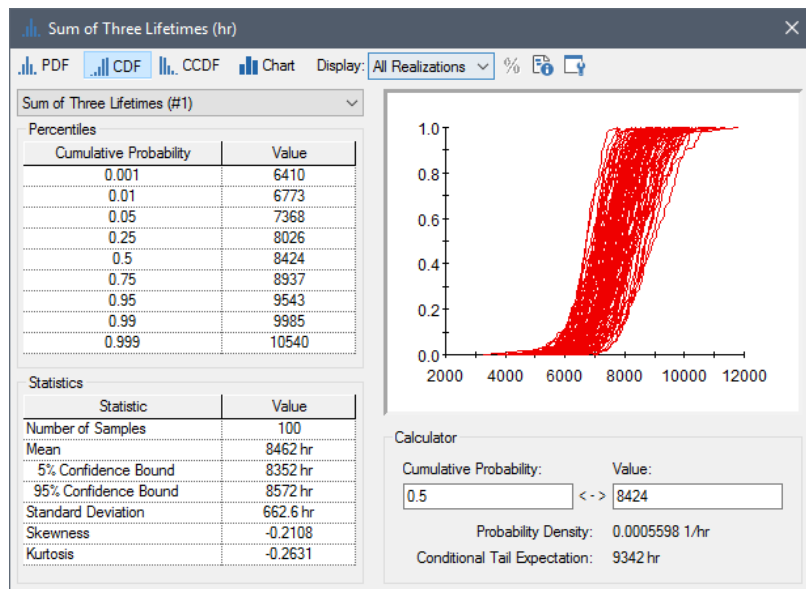 Sum of Three Lifetimes (hr)
PDF CDF CCDF Chart Display: All Realizations %
Sum of Three Lifetimes (#1)
Percentiles
Cumulative Probability Value
0.001 6410
0.01 6773
0.05 7368
0.25 8026
0.5 8424
0.75 8937
0.95 9543
0.99 9985
0.999 10540
Statistics
Statistic Value
Number of Samples 100
Mean 8462 hr
5% Confidence Bound 8352 hr
95% Confidence Bound 8572 hr
Standard Deviation 662.6 hr
Skewness -0.2108
Kurtosis -0.2631
1.0
0.8
0.6
0.4
0.2
0.0
2000 4000 6000 8000 10000 12000
Calculator
Cumulative Probability: Value:
0.5 < - > 8424
Probability Density: 0.0005598 1/hr
Conditional Tail Expectation: 9342 hr